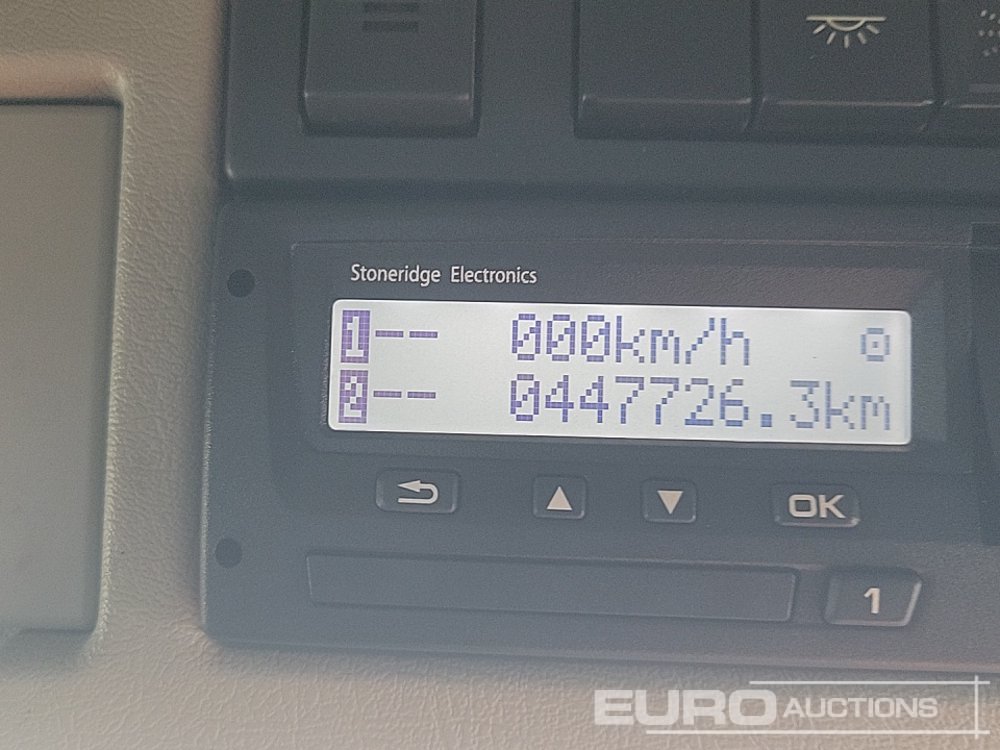 Stoneridge Electronics
1-- 000km/h
2-- 0447726.3km
OK
1
EURO AUCTIONS